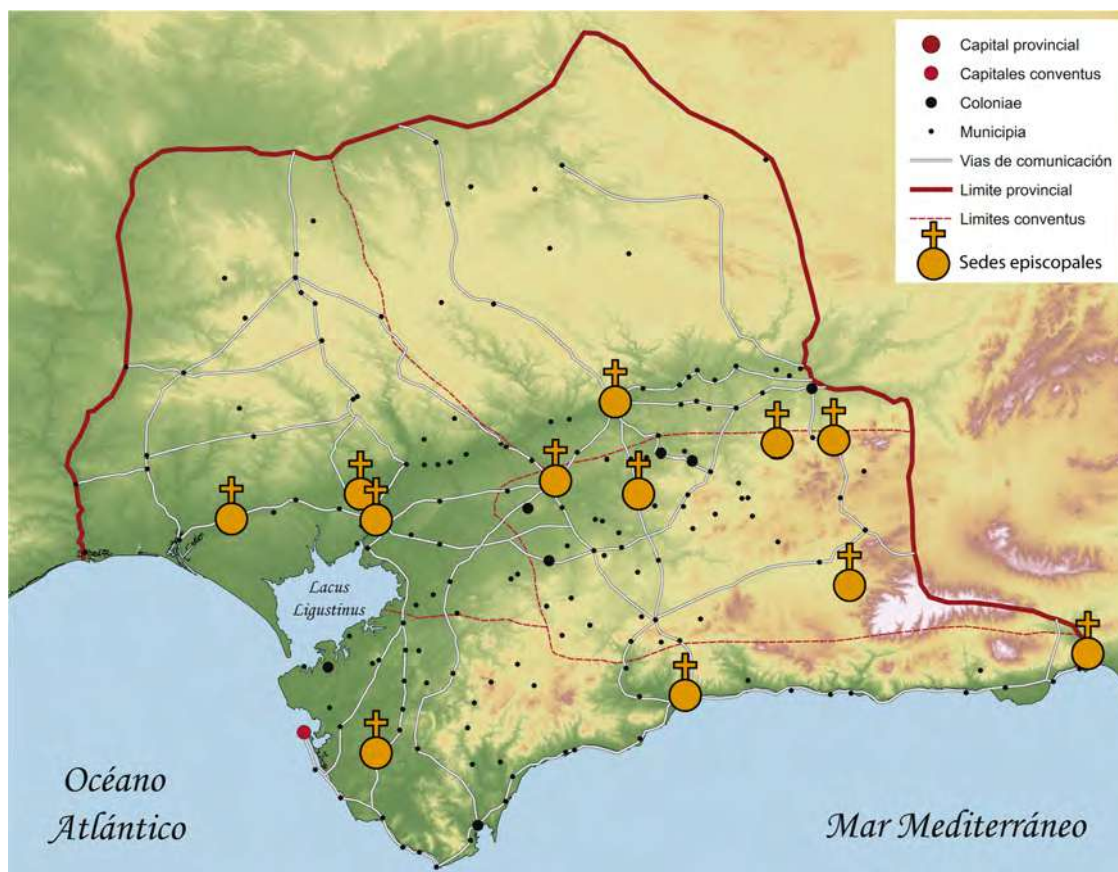 Capital provincial
Capitales conventus
Coloniae
Municipia
Vias de comunicación
Limite provincial
Limites conventus
Sedes episcopales
Lacus
Ligustinus
Océano
Atlántico
Mar Mediterráneo